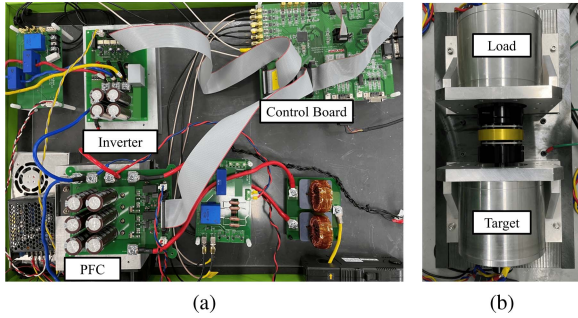 Inverter
Control Board
PFC
Load
Target
(a)
(b)